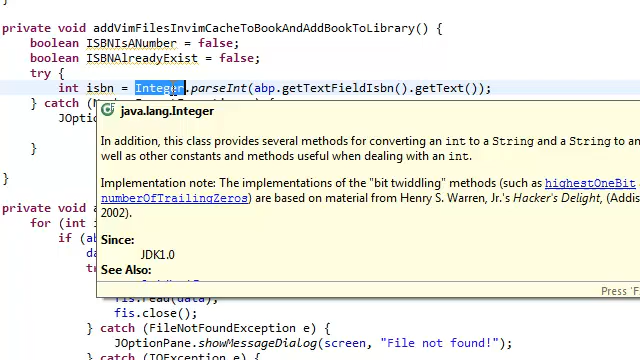 }
private void addVimFilesInvimCacheToBookAndAddBookToLibrary() {
boolean ISBNIsANumber = false;
boolean ISBNAlreadyExist = false;
try {
int isbn = Integer.parseInt(abp.getTextFieldIsbn().getText());
} catch
JOption
java.lang.Integer
In addition, this class provides several methods for converting an int to a String and a String to an
well as other constants and methods useful when dealing with an int.
}
Implementation note: The implementations of the "bit twiddling" methods (such as highestOneBit
}
numberOfTrailingZeros) are based on material from Henry S. Warren, Jr.'s Hacker's Delight, (Addis
private void a
2002).
for (int i
if (ab
Since:
da
JDK1.0
tr
See Also:
Press 'F
fis.read(data);
fis.close();
} catch (FileNotFoundException e) {
JOptionPane.showMessageDialog(screen, "File not found!");
} catch (IOException e) {